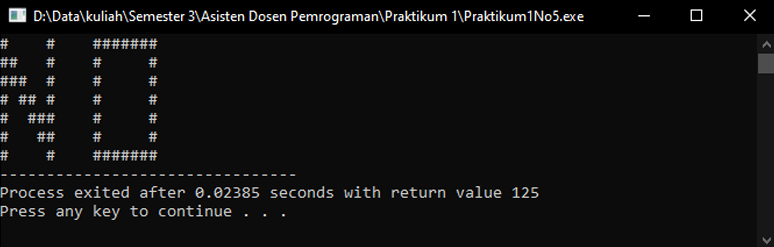 D:\Data\kuliah\Semester 3\Asisten Dosen Pemrograman\Praktikum 1\Praktikum1No5.exe
#    #    #######
##   #    #     #
###  #    #     #
# ## #    #     #
#  ###    #     #
#   ##    #     #
#    #    #######
--------------------------------
Process exited after 0.02385 seconds with return value 125
Press any key to continue . . .